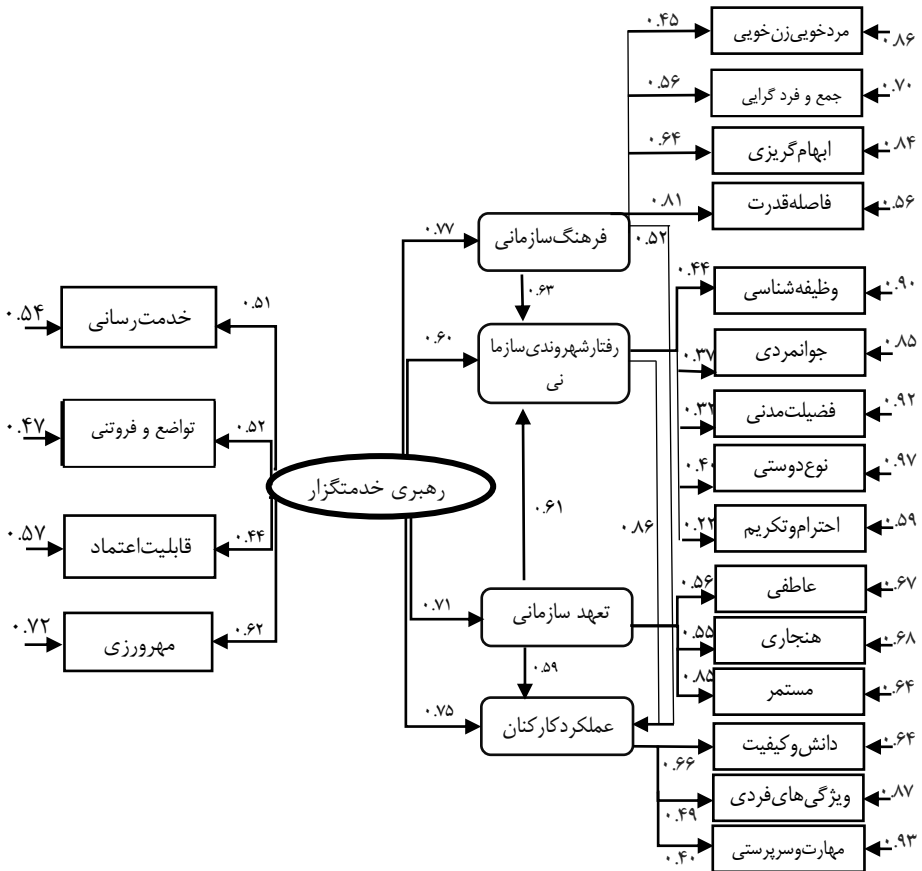 ۰.۴۵
مردخویی‌زن‌خویی
۰.۸۶
۰.۵۶
جمع و فرد گرایی
۰.۷۰
۰.۶۴
ابهام‌گریزی
۰.۸۴
۰.۸۱
فاصله‌قدرت
۰.۵۶
۰.۷۷
فرهنگ‌سازمانی
۰.۵۲
۰.۶۳
۰.۴۴
وظیفه‌شناسی
۰.۹۰
۰.۵۴
خدمت‌رسانی
۰.۵۱
۰.۶۰
رفتارشهروندی‌سازما
نی
۰.۳۷
جوانمردی
۰.۸۵
۰.۳۲
فضیلت‌مدنی
۰.۹۲
۰.۴۷
تواضع و فروتنی
۰.۵۲
۰.۴۰
نوع‌دوستی
۰.۹۷
رهبری خدمتگزار
۰.۶۱
۰.۸۶
۰.۲۲
احترام‌وتکریم
۰.۵۹
۰.۵۷
قابلیت‌اعتماد
۰.۴۴
۰.۷۱
تعهد سازمانی
۰.۵۶
عاطفی
۰.۶۷
۰.۵۵
هنجاری
۰.۶۸
۰.۷۲
مهرورزی
۰.۶۲
۰.۵۹
۰.۸۵
مستمر
۰.۶۴
۰.۷۵
عملکردکارکنان
۰.۶۶
دانش‌وکیفیت
۰.۶۴
۰.۴۹
ویژگی‌های‌فردی
۰.۸۷
۰.۴۰
مهارت‌وسرپرستی
۰.۹۳